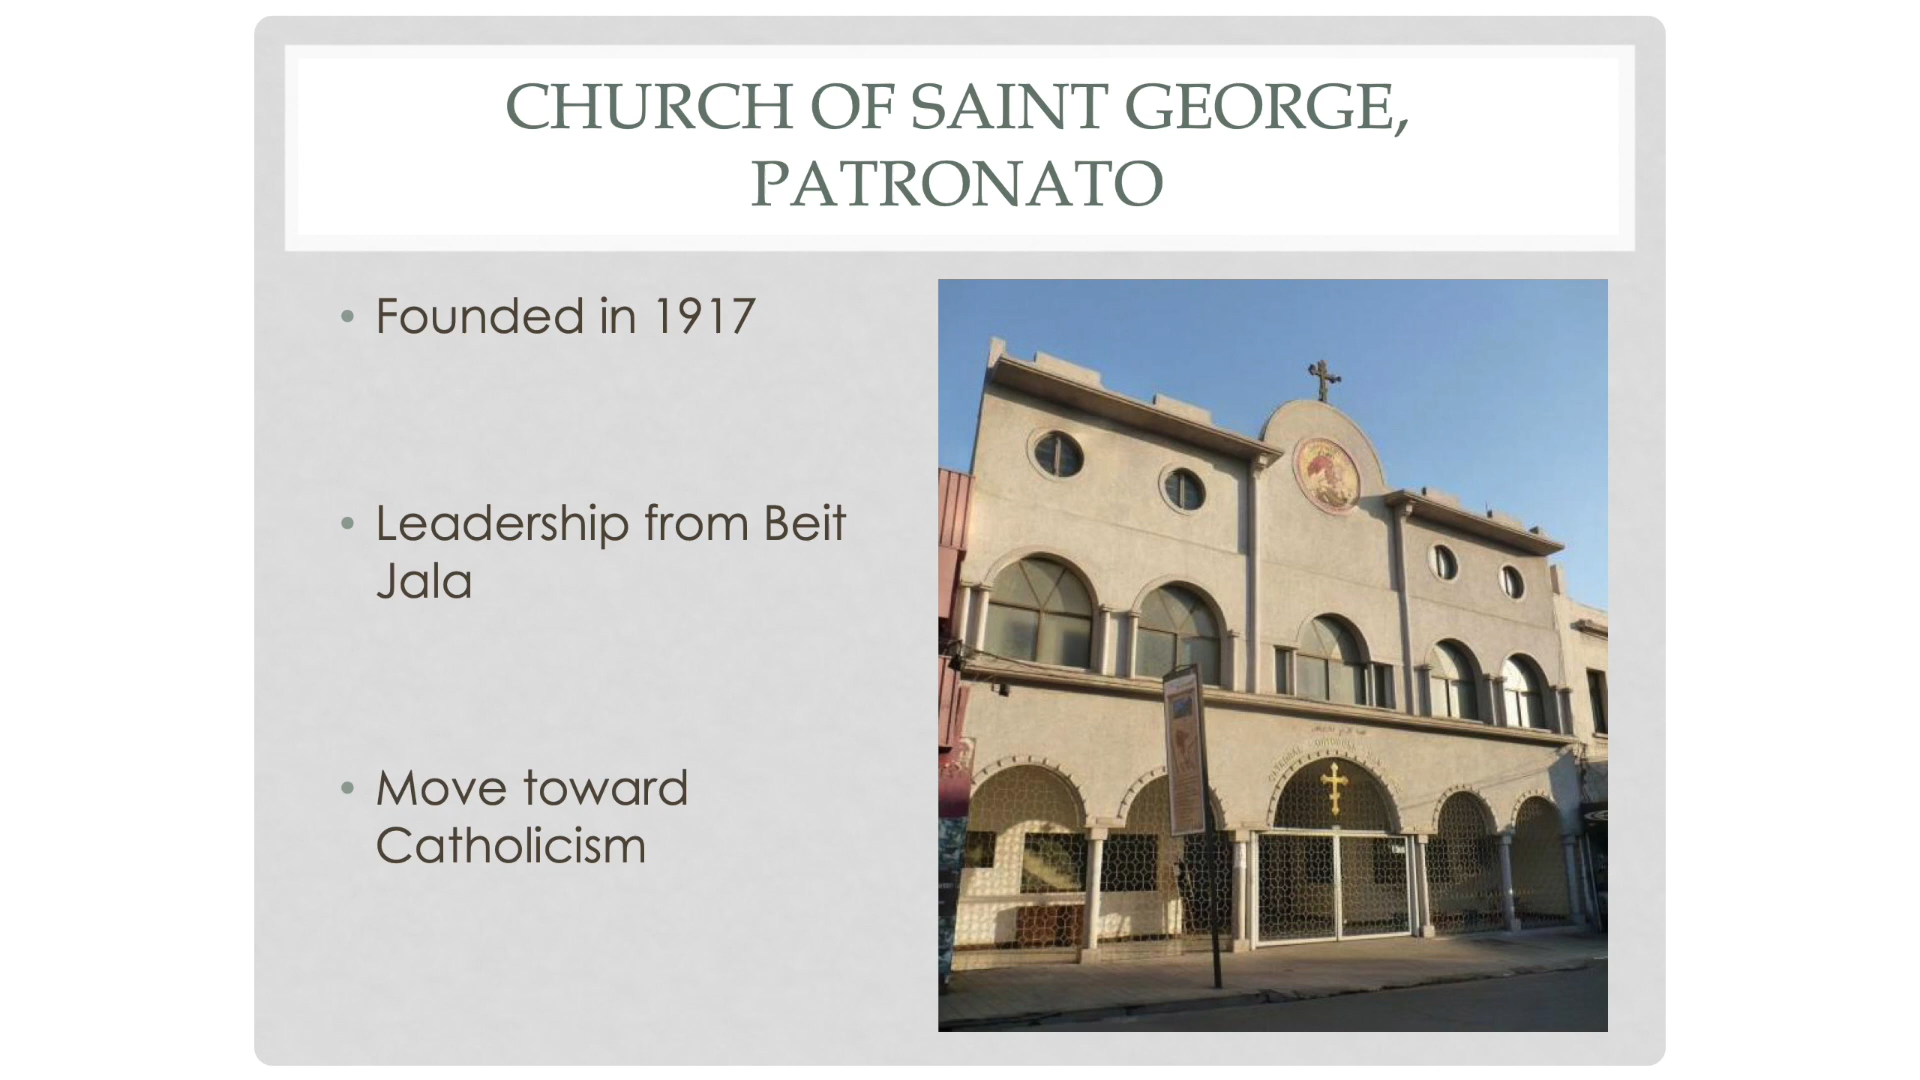 CHURCH OF SAINT GEORGE,
PATRONATO
• Founded in 1917
• Leadership from Beit
Jala
• Move toward
Catholicism